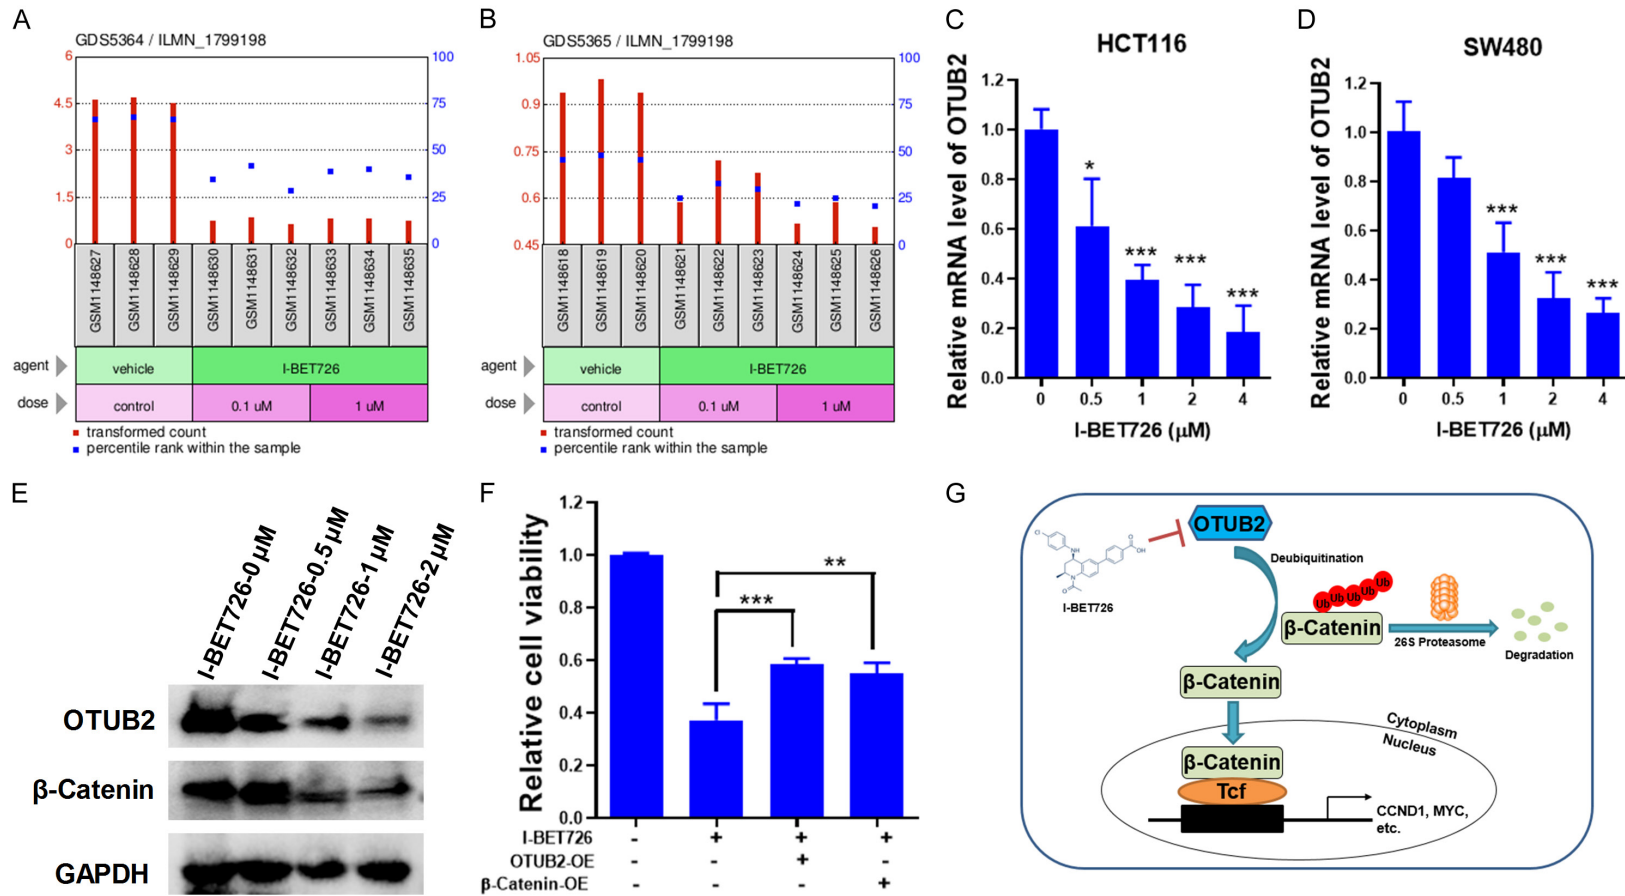 A
GDS5364 / ILMN_1799198
6
4.5
3
1.5
0
100
75
50
25
0
GSM1148627
GSM1148628
GSM1148629
GSM1148630
GSM1148631
GSM1148632
GSM1148633
GSM1148634
GSM1148635
agent
vehicle
I-BET726
dose
control
0.1 uM
1 uM
transformed count
percentile rank within the sample
B
GDS5365 / ILMN_1799198
1.05
0.9
0.75
0.6
0.45
100
75
50
25
0
GSM1148618
GSM1148619
GSM1148620
GSM1148621
GSM1148622
GSM1148623
GSM1148624
GSM1148625
GSM1148626
agent
vehicle
I-BET726
dose
control
0.1 uM
1 uM
transformed count
percentile rank within the sample
C
HCT116
Relative mRNA level of OTUB2
1.2
1.0
0.8
0.6
0.4
0.2
0.0
*
***
***
***
0 0.5 1 2 4
I-BET726 (µM)
D
SW480
Relative mRNA level of OTUB2
1.2
1.0
0.8
0.6
0.4
0.2
0.0
***
***
***
0 0.5 1 2 4
I-BET726 (µM)
E
I-BET726-0 µM
I-BET726-0.5 µM
I-BET726-1 µM
I-BET726-2 µM
OTUB2
β-Catenin
GAPDH
F
Relative cell viability
1.2
1.0
0.8
0.6
0.4
0.2
0.0
**
***
I-BET726 - + + +
OTUB2-OE - - + 
β-Catenin-OE - - - +
G
OTUB2
Cl
HN
N
O
O
OH
I-BET726
Deubiquitination
Ub Ub Ub Ub Ub
β-Catenin
26S Proteasome
Degradation
β-Catenin
Cytoplasm
Nucleus
β-Catenin
Tcf
CCND1, MYC,
etc.